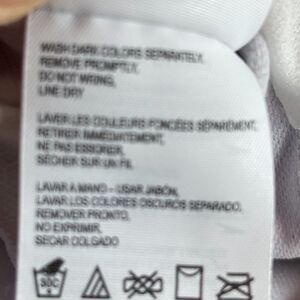 WASH DARK COLORS SEPARATELY,
REMOVE PROMPTLY,
DO NOT WRING,
LINE DRY
LAVER LES COULEURS FONCÉES SÉPARÉMENT,
RETIRER IMMÉDIATEMENT,
NE PAS ESSORER,
SÉCHER SUR UN FIL
LAVAR A MANO - USAR JABÓN,
LAVAR LOS COLORES OBSCUROS SEPARADO,
REMOVER PRONTO,
NO EXPRIMIR,
SECAR COLGADO
30C